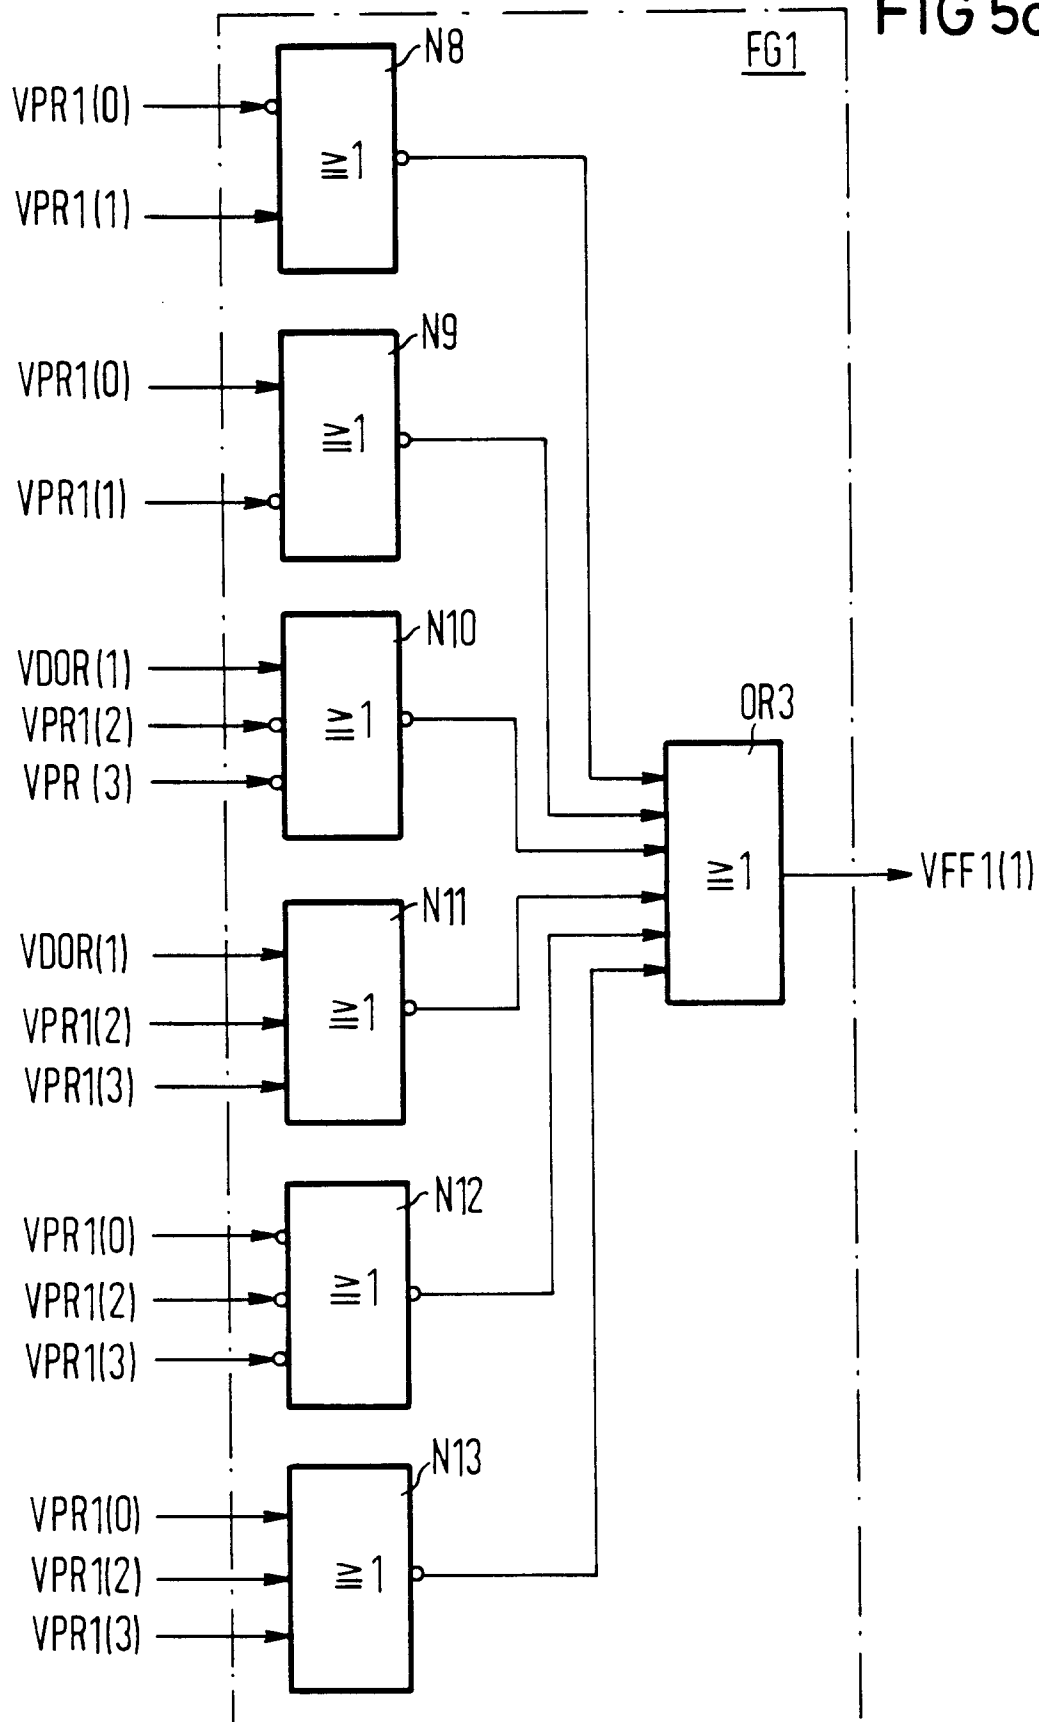 FIG 5a
FG1
N8
VPR1(0)
VPR1(1)
≧1
N9
VPR1(0)
VPR1(1)
≧1
N10
VDOR(1)
VPR1(2)
VPR (3)
≧1
OR3
≧1
VFF1(1)
N11
VDOR(1)
VPR1(2)
VPR1(3)
≧1
N12
VPR1(0)
VPR1(2)
VPR1(3)
≧1
N13
VPR1(0)
VPR1(2)
VPR1(3)
≧1